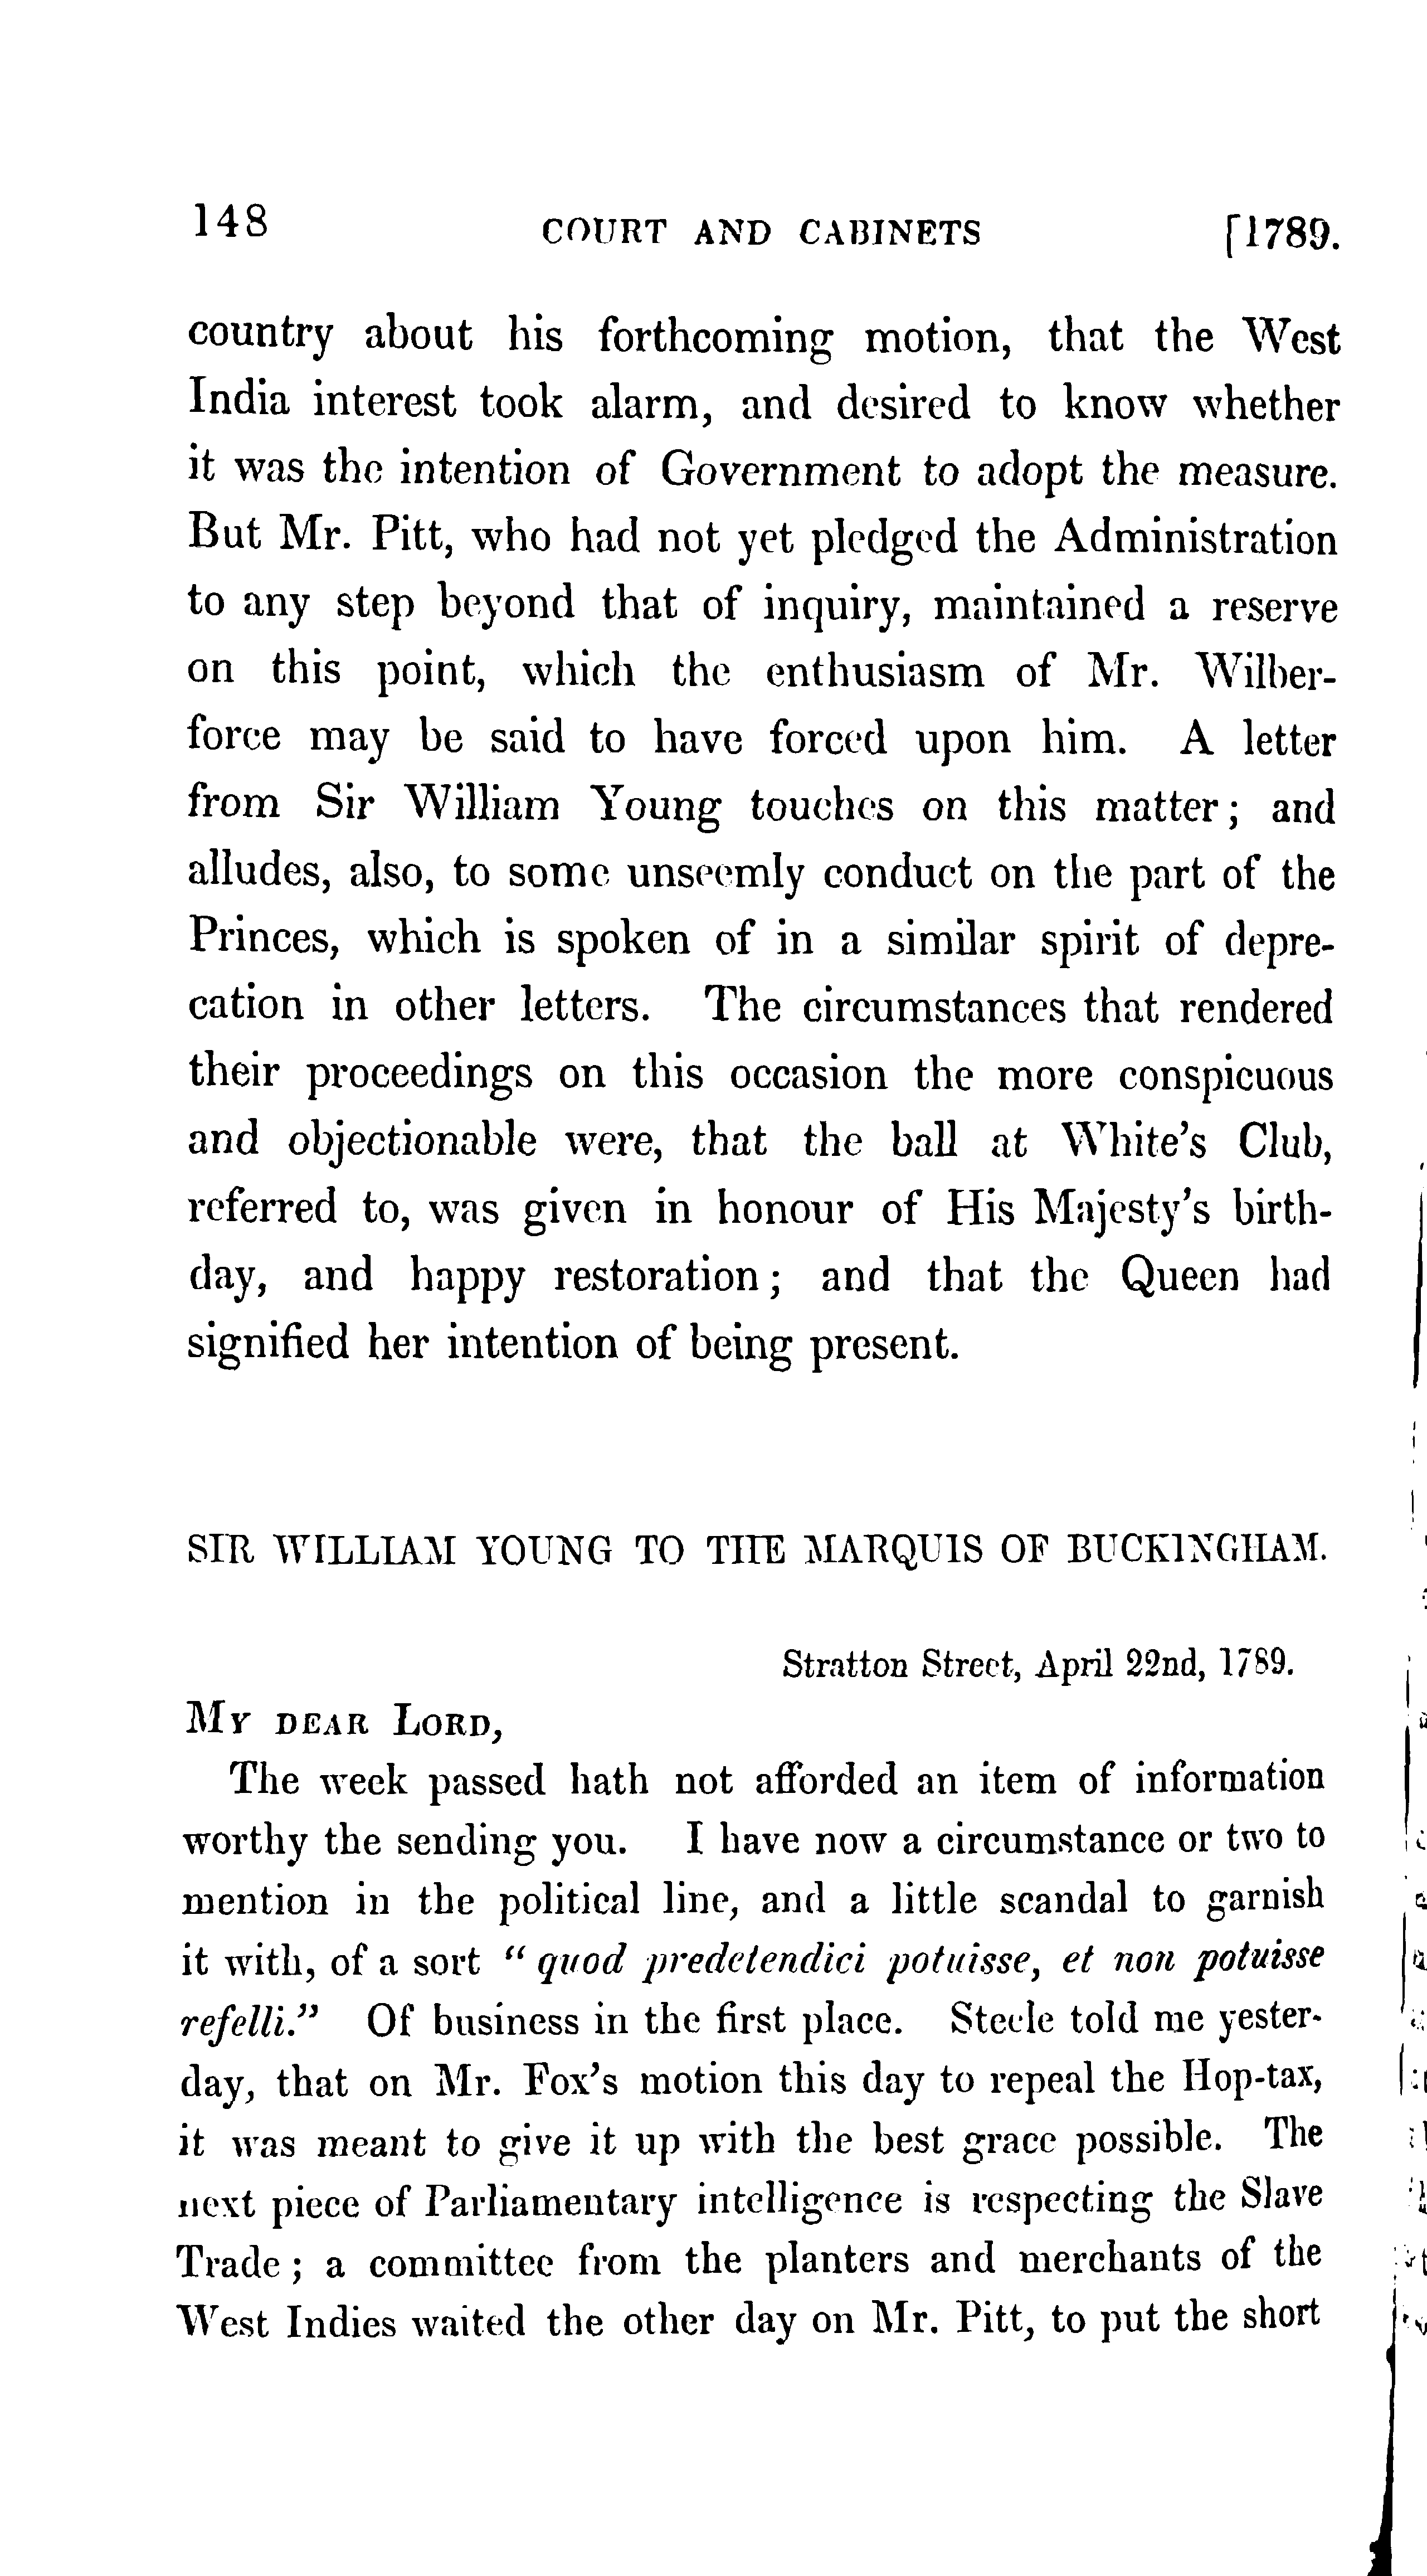 148 COURT AND CABINETS [1789.
country about his forthcoming motion, that the West
India interest took alarm, and desired to know whether
it was the intention of Government to adopt the measure.
But Mr. Pitt, who had not yet pledged the Administration
to any step beyond that of inquiry, maintained a reserve
on this point, which the enthusiasm of Mr. Wilber-
force may be said to have forced upon him. A letter
from Sir William Young touches on this matter; and
alludes, also, to some unseemly conduct on the part of the
Princes, which is spoken of in a similar spirit of depre-
cation in other letters. The circumstances that rendered
their proceedings on this occasion the more conspicuous
and objectionable were, that the ball at White's Club,
referred to, was given in honour of His Majesty's birth-
day, and happy restoration; and that the Queen had
signified her intention of being present.
SIR WILLIAM YOUNG TO THE MARQUIS OF BUCKINGHAM.
Stratton Street, April 22nd, 1789.
MY DEAR LORD,
The week passed hath not afforded an item of information
worthy the sending you. I have now a circumstance or two to
mention in the political line, and a little scandal to garnish
it with, of a sort "quod predetendici potuisse, et non potuisse
refelli." Of business in the first place. Steele told me yester-
day, that on Mr. Fox's motion this day to repeal the Hop-tax,
it was meant to give it up with the best grace possible. The
next piece of Parliamentary intelligence is respecting the Slave
Trade; a committee from the planters and merchants of the
West Indies waited the other day on Mr. Pitt, to put the short